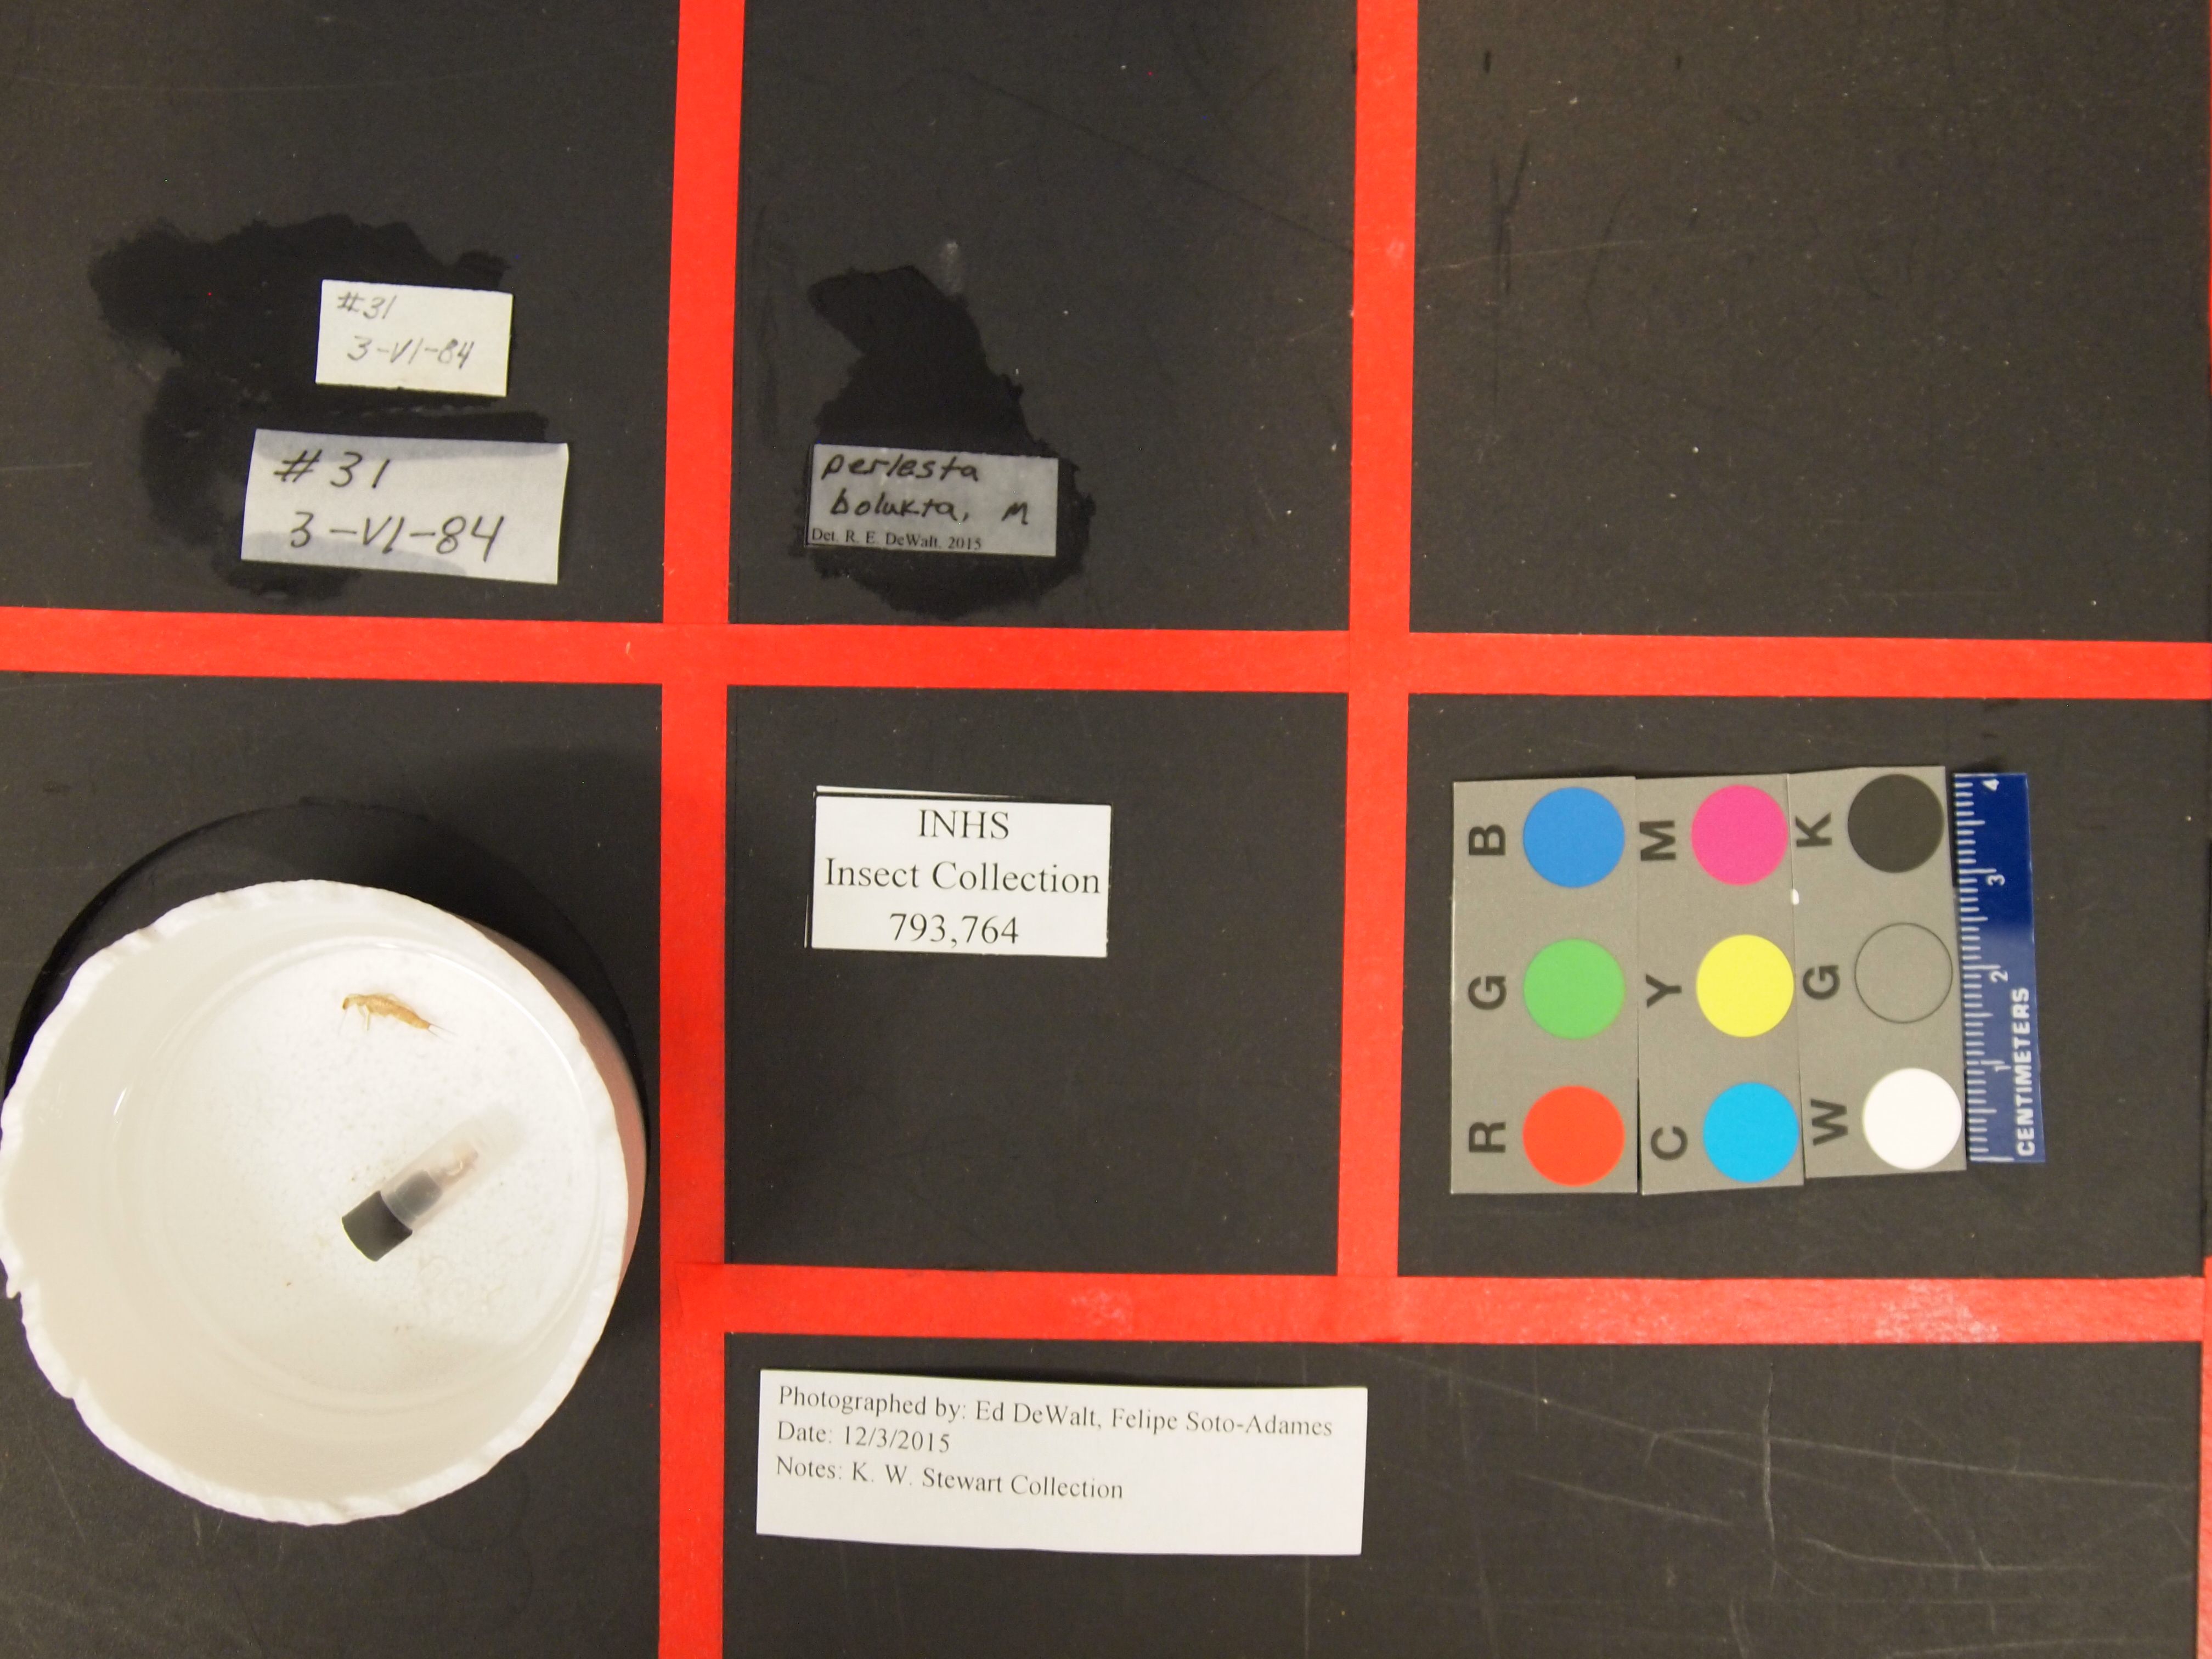 #31
3-VI-84
#31
3-VI-84
perlesta
bolukta, M
Det. R. E. DeWalt, 2015
INHS
Insect Collection
793,764
B M K
G Y G
R C W
4
3
2
1
CENTIMETERS
Photographed by: Ed DeWalt, Felipe Soto-Adames
Date: 12/3/2015
Notes: K. W. Stewart Collection